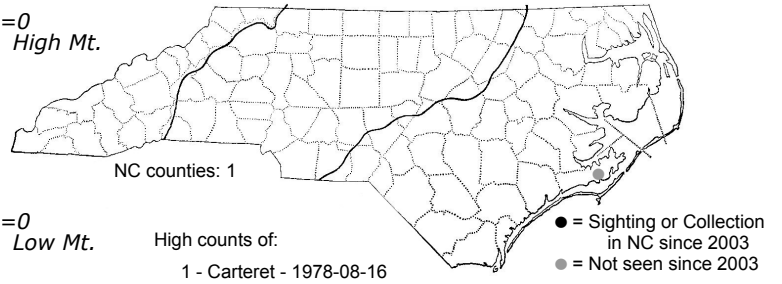 =0
High Mt.
NC counties: 1
=0
Low Mt.
High counts of:
1 - Carteret - 1978-08-16
● = Sighting or Collection
in NC since 2003
● = Not seen since 2003